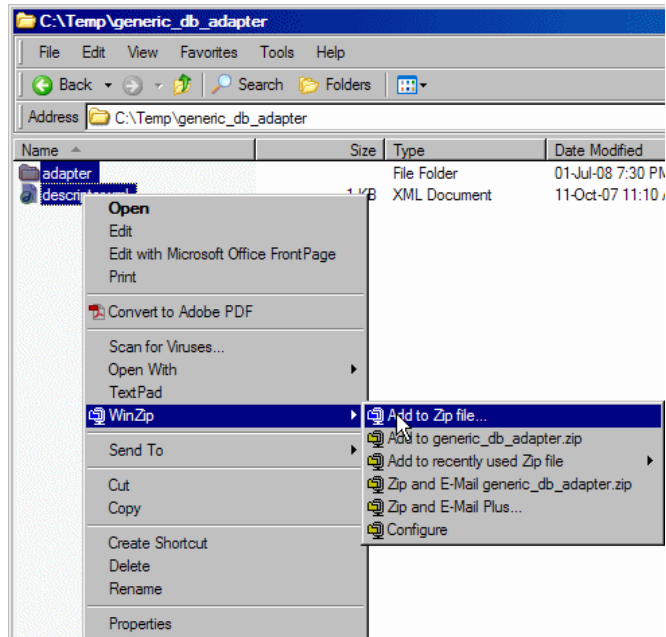 C:\Temp\generic_db_adapter
File Edit View Favorites Tools Help
Back Search Folders
Address C:\Temp\generic_db_adapter
Name Size Type Date Modified
adapter File Folder 01-Jul-08 7:30 PM
1 KB XML Document 11-Oct-07 11:10
Open
Edit
Edit with Microsoft Office FrontPage
Print
Convert to Adobe PDF
Scan for Viruses...
Open With
TextPad
WinZip
Add to Zip file...
Add to generic_db_adapter.zip
Add to recently used Zip file
Zip and E-Mail generic_db_adapter.zip
Zip and E-Mail Plus...
Configure
Send To
Cut
Copy
Create Shortcut
Delete
Rename
Properties